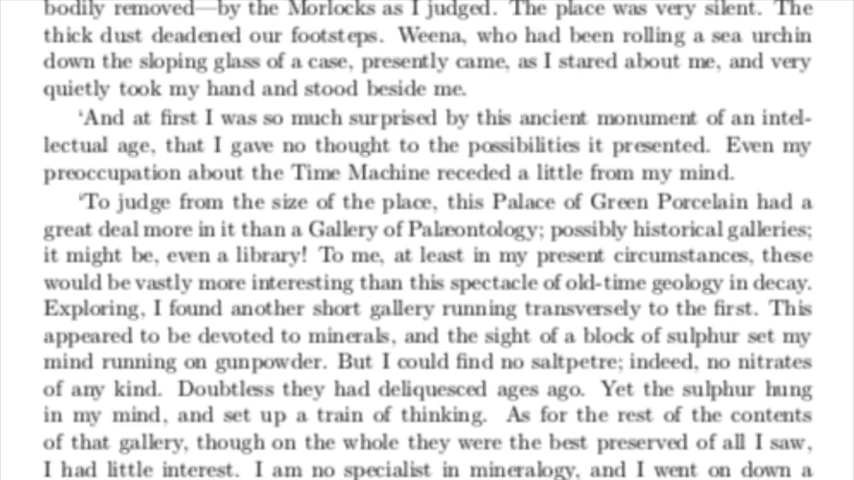 bodily removed—by the Morlocks as I judged. The place was very silent. The
thick dust deadened our footsteps. Weena, who had been rolling a sea urchin
down the sloping glass of a case, presently came, as I stared about me, and very
quietly took my hand and stood beside me.
‘And at first I was so much surprised by this ancient monument of an intel-
lectual age, that I gave no thought to the possibilities it presented. Even my
preoccupation about the Time Machine receded a little from my mind.
‘To judge from the size of the place, this Palace of Green Porcelain had a
great deal more in it than a Gallery of Palæontology; possibly historical galleries;
it might be, even a library! To me, at least in my present circumstances, these
would be vastly more interesting than this spectacle of old-time geology in decay.
Exploring, I found another short gallery running transversely to the first. This
appeared to be devoted to minerals, and the sight of a block of sulphur set my
mind running on gunpowder. But I could find no saltpetre; indeed, no nitrates
of any kind. Doubtless they had deliquesced ages ago. Yet the sulphur hung
in my mind, and set up a train of thinking. As for the rest of the contents
of that gallery, though on the whole they were the best preserved of all I saw,
I had little interest. I am no specialist in mineralogy, and I went on down a